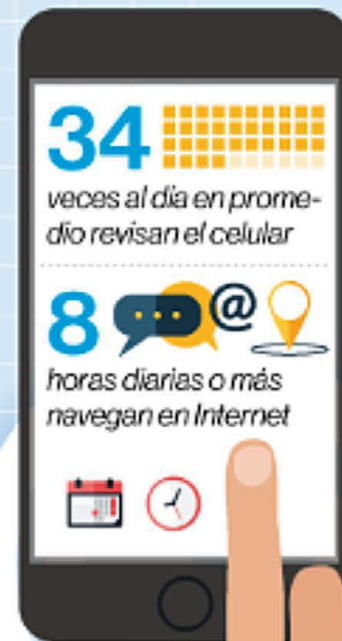 34
veces al día en prome-
dio revisan el celular
8 @
horas diarias o más
navegan en Internet